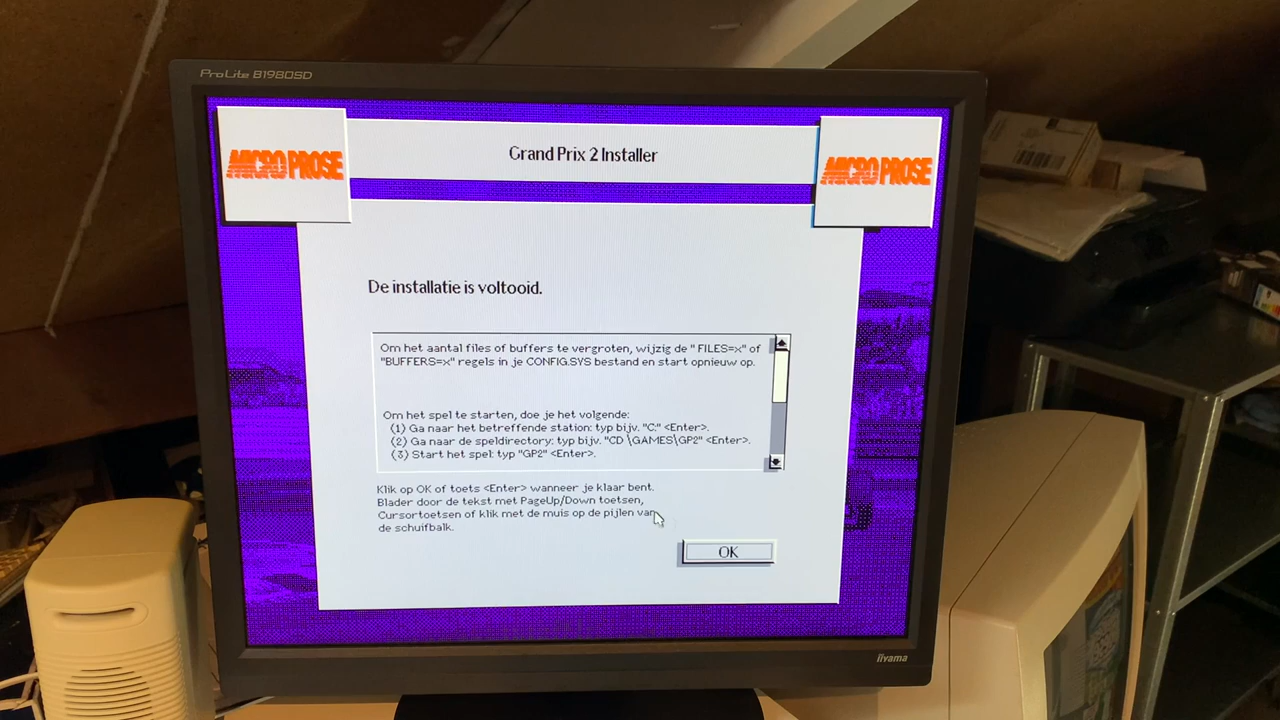 ProLite B1980SD
MICROPROSE
Grand Prix 2 Installer
MICROPROSE
De installatie is voltooid.
Om het aantal files of buffers te vergroten, wijzig de " FILES=x" of
"BUFFERS=x" regels in je CONFIG.SYS bestand en start opnieuw op.
Om het spel te starten, doe je het volgende:
(1) Ga naar het betreffende station: typ bijv. "C:" <Enter>.
(2) Ga naar de speldirectory: typ bijv. "CD \GAMES\GP2" <Enter>.
(3) Start het spel: typ "GP2" <Enter>.
Klik op OK of toets <Enter> wanneer je klaar bent.
Blader door de tekst met PageUp/Down toetsen,
Cursortoetsen of klik met de muis op de pijlen van
de schuifbalk.
OK
iiyama